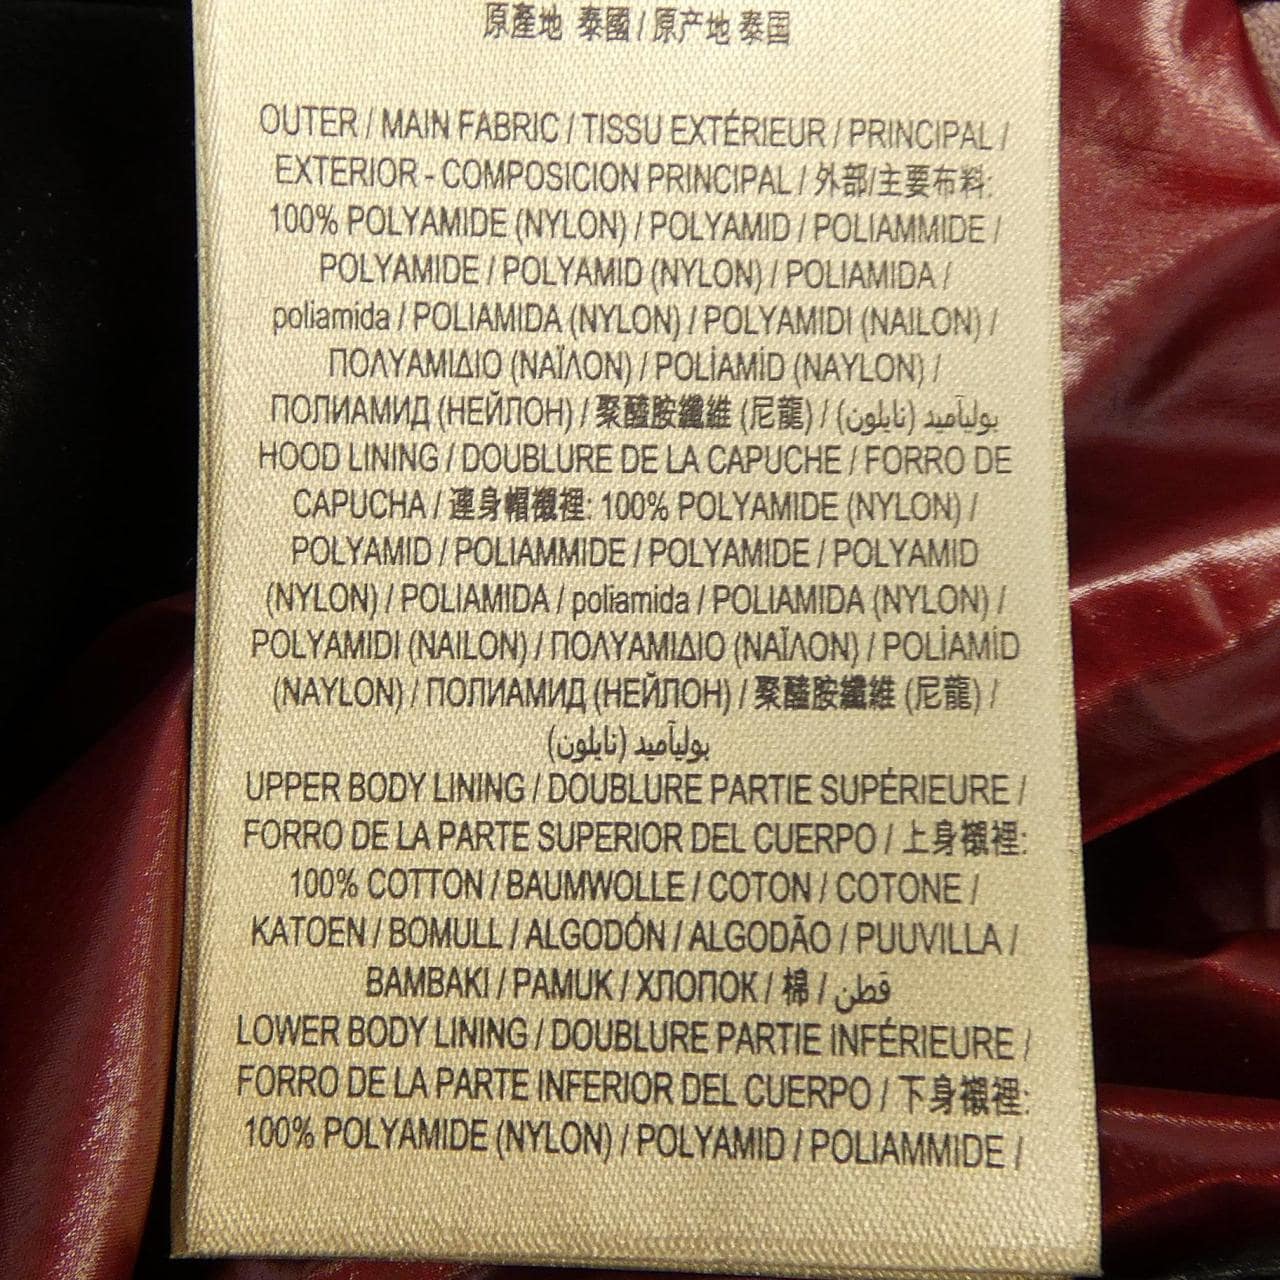 原產地 泰國 / 原产地 泰国
OUTER / MAIN FABRIC / TISSU EXTÉRIEUR / PRINCIPAL /
EXTERIOR - COMPOSICION PRINCIPAL / 外部/主要布料:
100% POLYAMIDE (NYLON) / POLYAMID / POLIAMMIDE /
POLYAMIDE / POLYAMID (NYLON) / POLIAMIDA /
poliamida / POLIAMIDA (NYLON) / POLYAMIDI (NAILON) /
ΠΟΛΥΑΜΙΔΙΟ (ΝΑΪΛΟΝ) / POLİAMİD (NAYLON) /
ПОЛИАМИД (НЕЙЛОН) / 聚醯胺纖維 (尼龍) / بوليآميد (نايلون)
HOOD LINING / DOUBLURE DE LA CAPUCHE / FORRO DE
CAPUCHA / 連身帽襯裡: 100% POLYAMIDE (NYLON) /
POLYAMID / POLIAMMIDE / POLYAMIDE / POLYAMID
(NYLON) / POLIAMIDA / poliamida / POLIAMIDA (NYLON) /
POLYAMIDI (NAILON) / ΠΟΛΥΑΜΙΔΙΟ (ΝΑΪΛΟΝ) / POLİAMİD
(NAYLON) / ПОЛИАМИД (НЕЙЛОН) / 聚醯胺纖維 (尼龍) /
بوليآميد (نايلون)
UPPER BODY LINING / DOUBLURE PARTIE SUPÉRIEURE /
FORRO DE LA PARTE SUPERIOR DEL CUERPO / 上身襯裡:
100% COTTON / BAUMWOLLE / COTON / COTONE /
KATOEN / BOMULL / ALGODÓN / ALGODÃO / PUUVILLA /
ΒΑΜΒΑΚΙ / PAMUK / ХЛОПОК / 棉 / قطن
LOWER BODY LINING / DOUBLURE PARTIE INFÉRIEURE /
FORRO DE LA PARTE INFERIOR DEL CUERPO / 下身襯裡:
100% POLYAMIDE (NYLON) / POLYAMID / POLIAMMIDE /